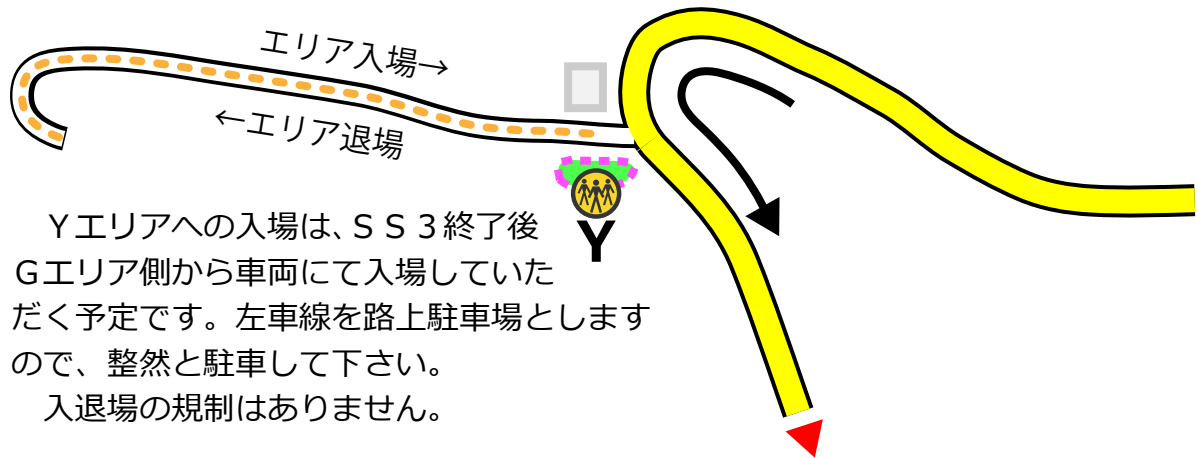 エリア入場→
←エリア退場
Y
　Ｙエリアへの入場は、ＳＳ３終了後
Ｇエリア側から車両にて入場していた
だく予定です。左車線を路上駐車場とします
ので、整然と駐車して下さい。
　入退場の規制はありません。